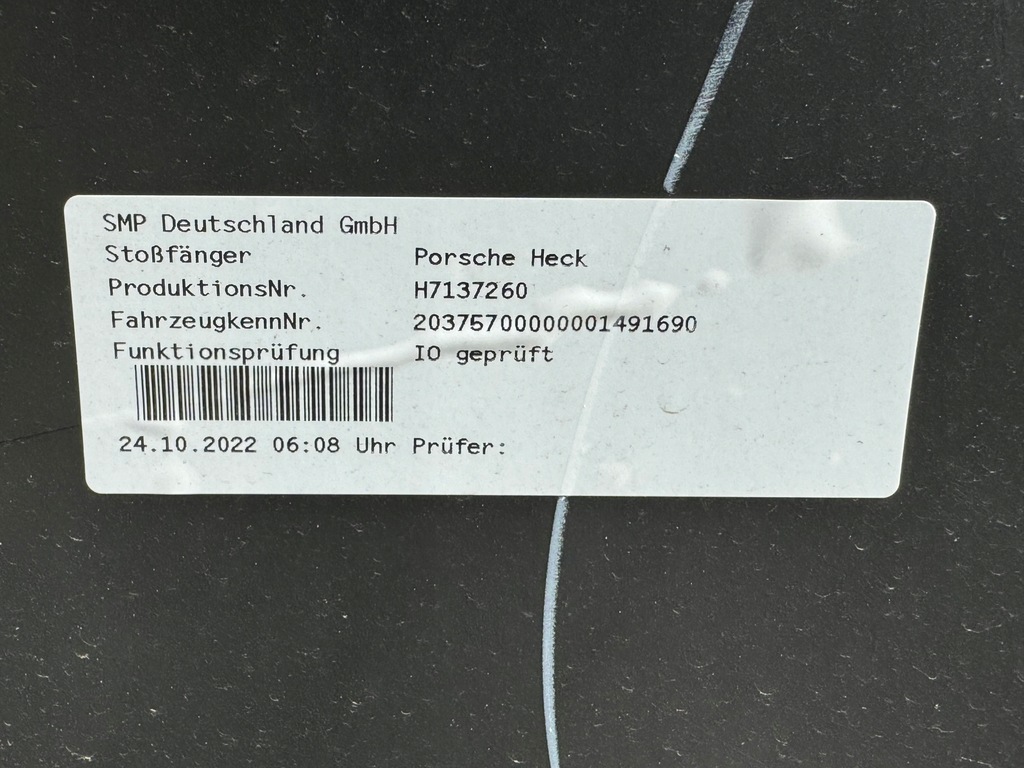 SMP Deutschland GmbH
Stoßfänger Porsche Heck
ProduktionsNr. H7137260
FahrzeugkennNr. 20375700000001491690
Funktionsprüfung IO geprüft
24.10.2022 06:08 Uhr Prüfer: